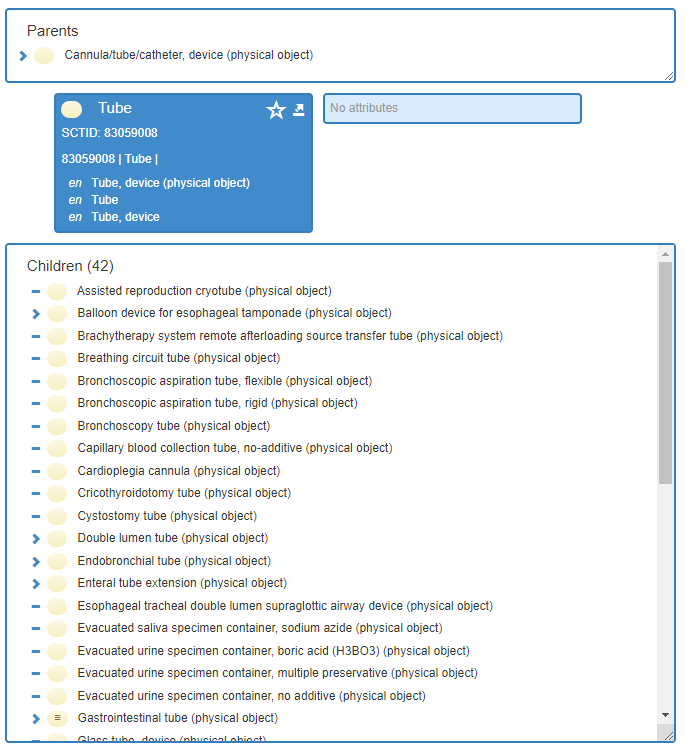 Parents
Cannula/tube/catheter, device (physical object)
Tube
SCTID: 83059008
83059008 | Tube |
en Tube, device (physical object)
en Tube
en Tube, device
No attributes
Children (42)
Assisted reproduction cryotube (physical object)
Balloon device for esophageal tamponade (physical object)
Brachytherapy system remote afterloading source transfer tube (physical object)
Breathing circuit tube (physical object)
Bronchoscopic aspiration tube, flexible (physical object)
Bronchoscopic aspiration tube, rigid (physical object)
Bronchoscopy tube (physical object)
Capillary blood collection tube, no-additive (physical object)
Cardioplegia cannula (physical object)
Cricothyroidotomy tube (physical object)
Cystostomy tube (physical object)
Double lumen tube (physical object)
Endobronchial tube (physical object)
Enteral tube extension (physical object)
Esophageal tracheal double lumen supraglottic airway device (physical object)
Evacuated saliva specimen container, sodium azide (physical object)
Evacuated urine specimen container, boric acid (H3BO3) (physical object)
Evacuated urine specimen container, multiple preservative (physical object)
Evacuated urine specimen container, no additive (physical object)
≡ Gastrointestinal tube (physical object)
Glass tube, device (physical object)